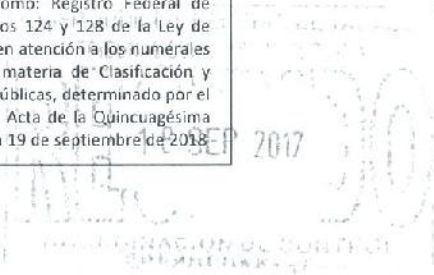 omo: Registro Federal de
os 124 y 128 de la Ley de
en atención a los numerales
materia de Clasificación y
úblicas, determinado por el
Acta de la Quincuagésima
19 de septiembre de 2018
SEP 2017